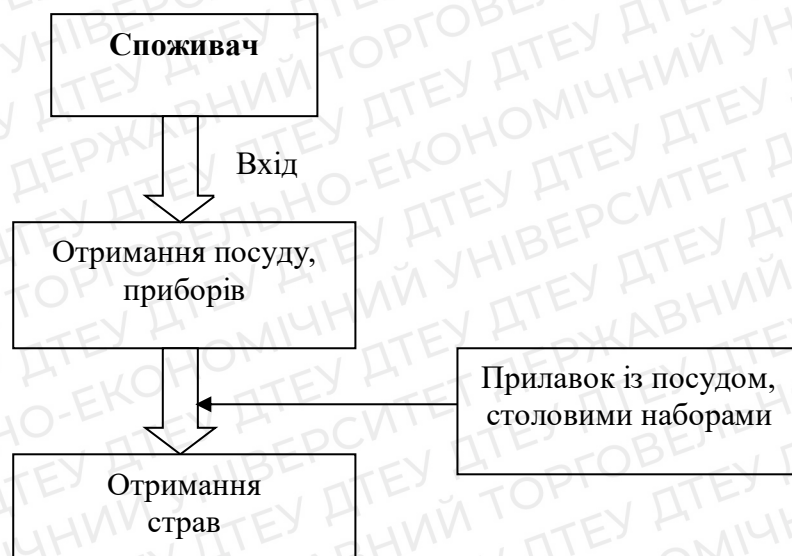 Споживач
Вхід
Отримання посуду,
приборів
Прилавок із посудом,
столовими наборами
Отримання
страв